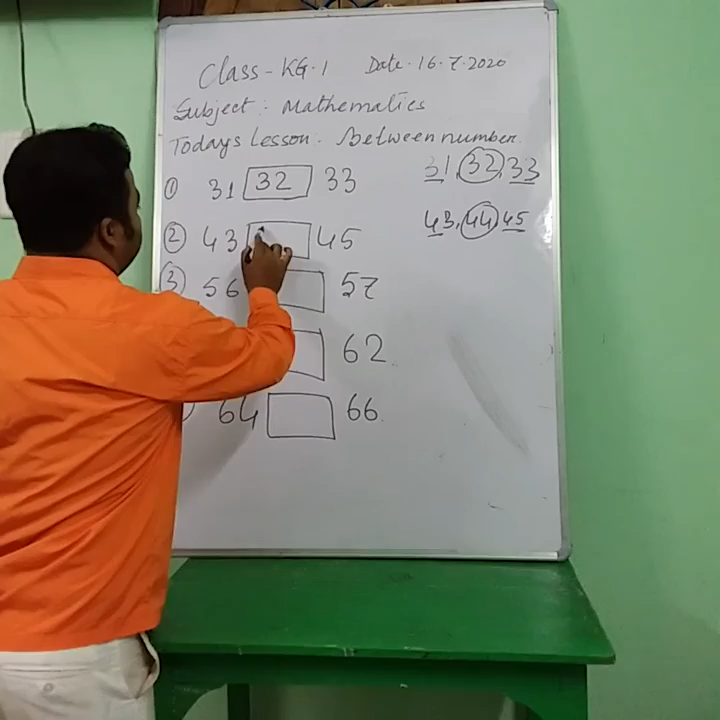 Class - KG.1 Date. 16.7.2020
Subject : Mathematics
Todays Lesson. Between number.
① 31 32 33 31, 32, 33
② 43 45 43, 44, 45
③ 56 57
62
64 66